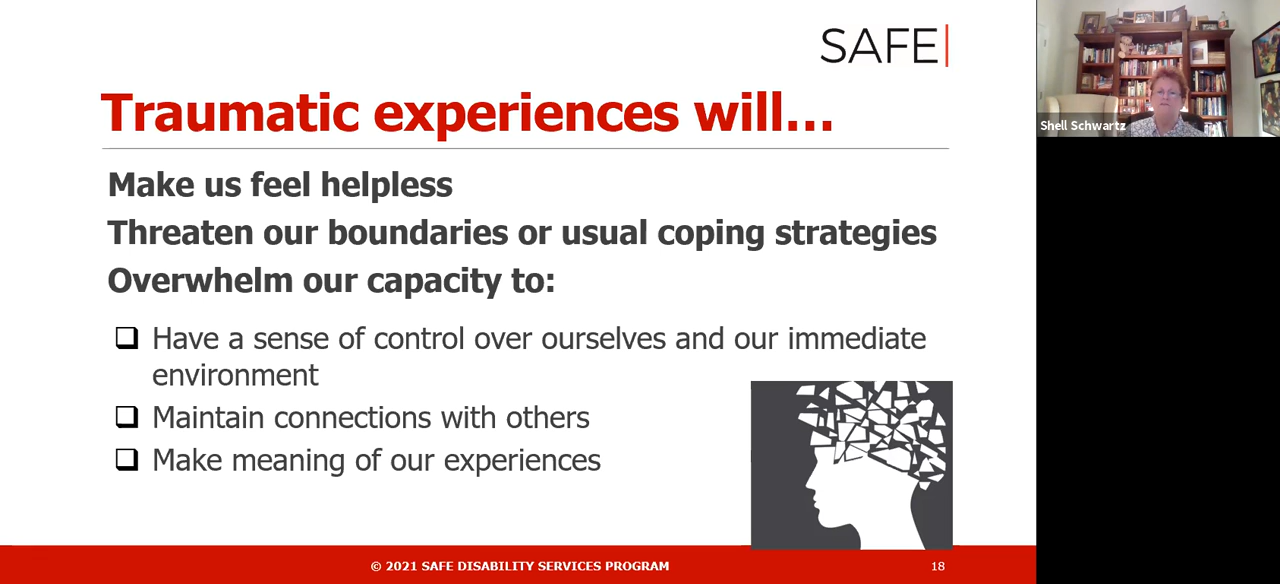 SAFE
Traumatic experiences will...
Make us feel helpless
Threaten our boundaries or usual coping strategies
Overwhelm our capacity to:
Have a sense of control over ourselves and our immediate
environment
Maintain connections with others
Make meaning of our experiences
© 2021 SAFE DISABILITY SERVICES PROGRAM
18
Shell Schwartz